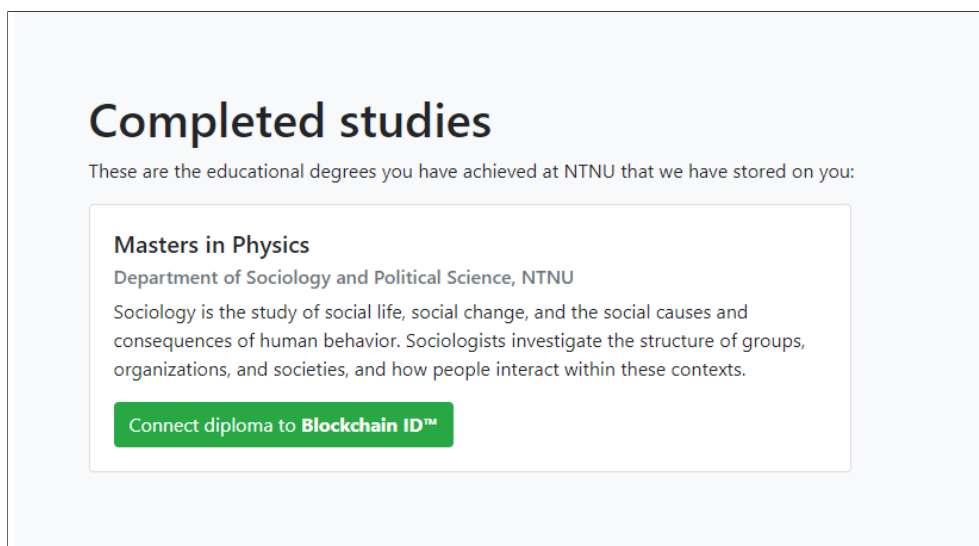 Completed studies
These are the educational degrees you have achieved at NTNU that we have stored on you:
Masters in Physics
Department of Sociology and Political Science, NTNU
Sociology is the study of social life, social change, and the social causes and
consequences of human behavior. Sociologists investigate the structure of groups,
organizations, and societies, and how people interact within these contexts.
Connect diploma to Blockchain ID™